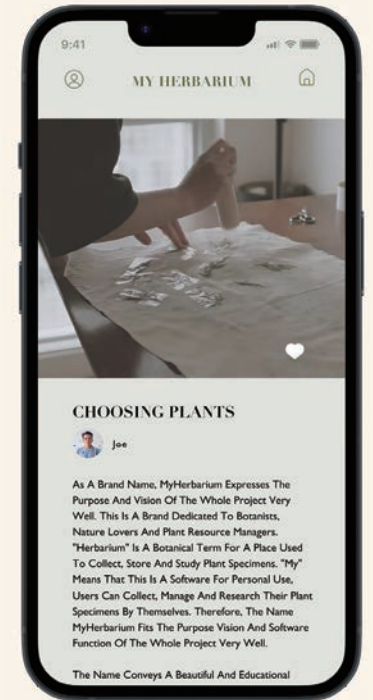 9:41
MY HERBARIUM
CHOOSING PLANTS
Joe
As A Brand Name, MyHerbarium Expresses The
Purpose And Vision Of The Whole Project Very
Well. This Is A Brand Dedicated To Botanists,
Nature Lovers And Plant Resource Managers.
"Herbarium" Is A Botanical Term For A Place Used
To Collect, Store And Study Plant Specimens. "My"
Means That This Is A Software For Personal Use,
Users Can Collect, Manage And Research Their Plant
Specimens By Themselves. Therefore, The Name
MyHerbarium Fits The Purpose Vision And Software
Function Of The Whole Project Very Well.
The Name Conveys A Beautiful And Educational